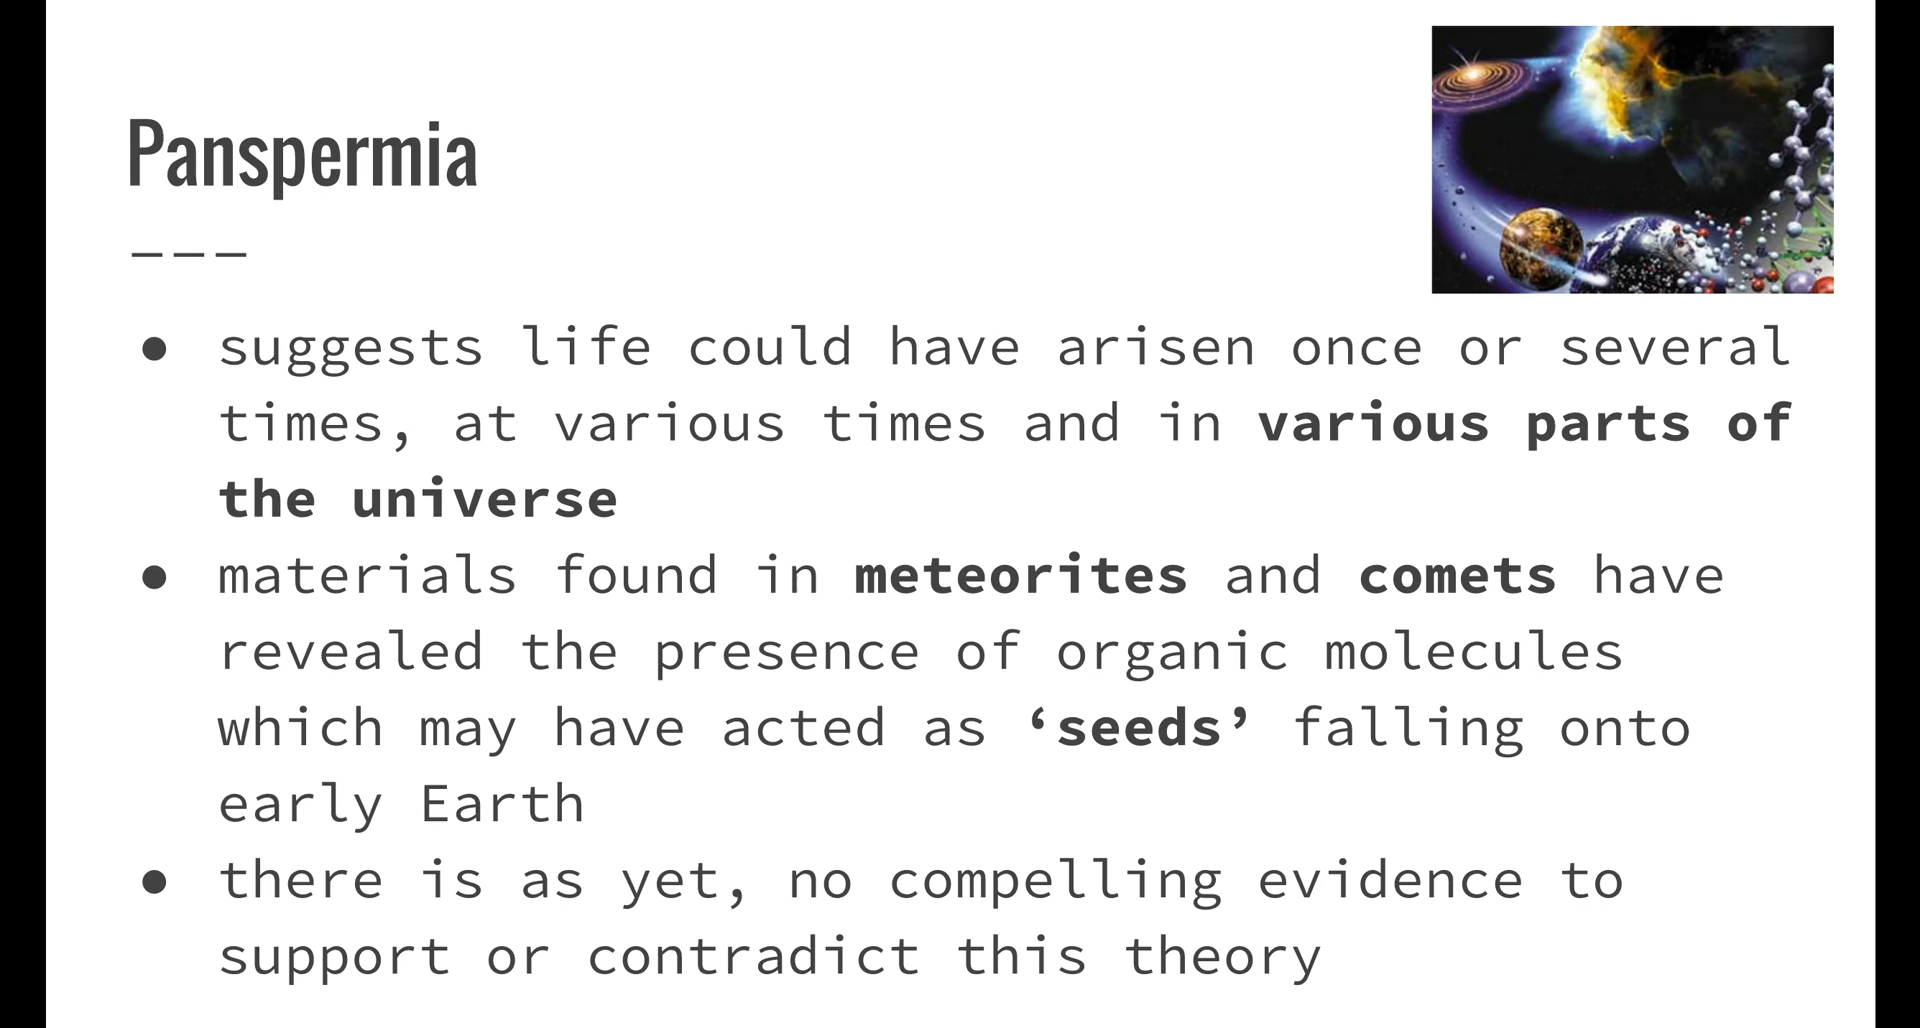 Panspermia
– – –
● suggests life could have arisen once or several
times, at various times and in various parts of
the universe
● materials found in meteorites and comets have
revealed the presence of organic molecules
which may have acted as ‘seeds’ falling onto
early Earth
● there is as yet, no compelling evidence to
support or contradict this theory